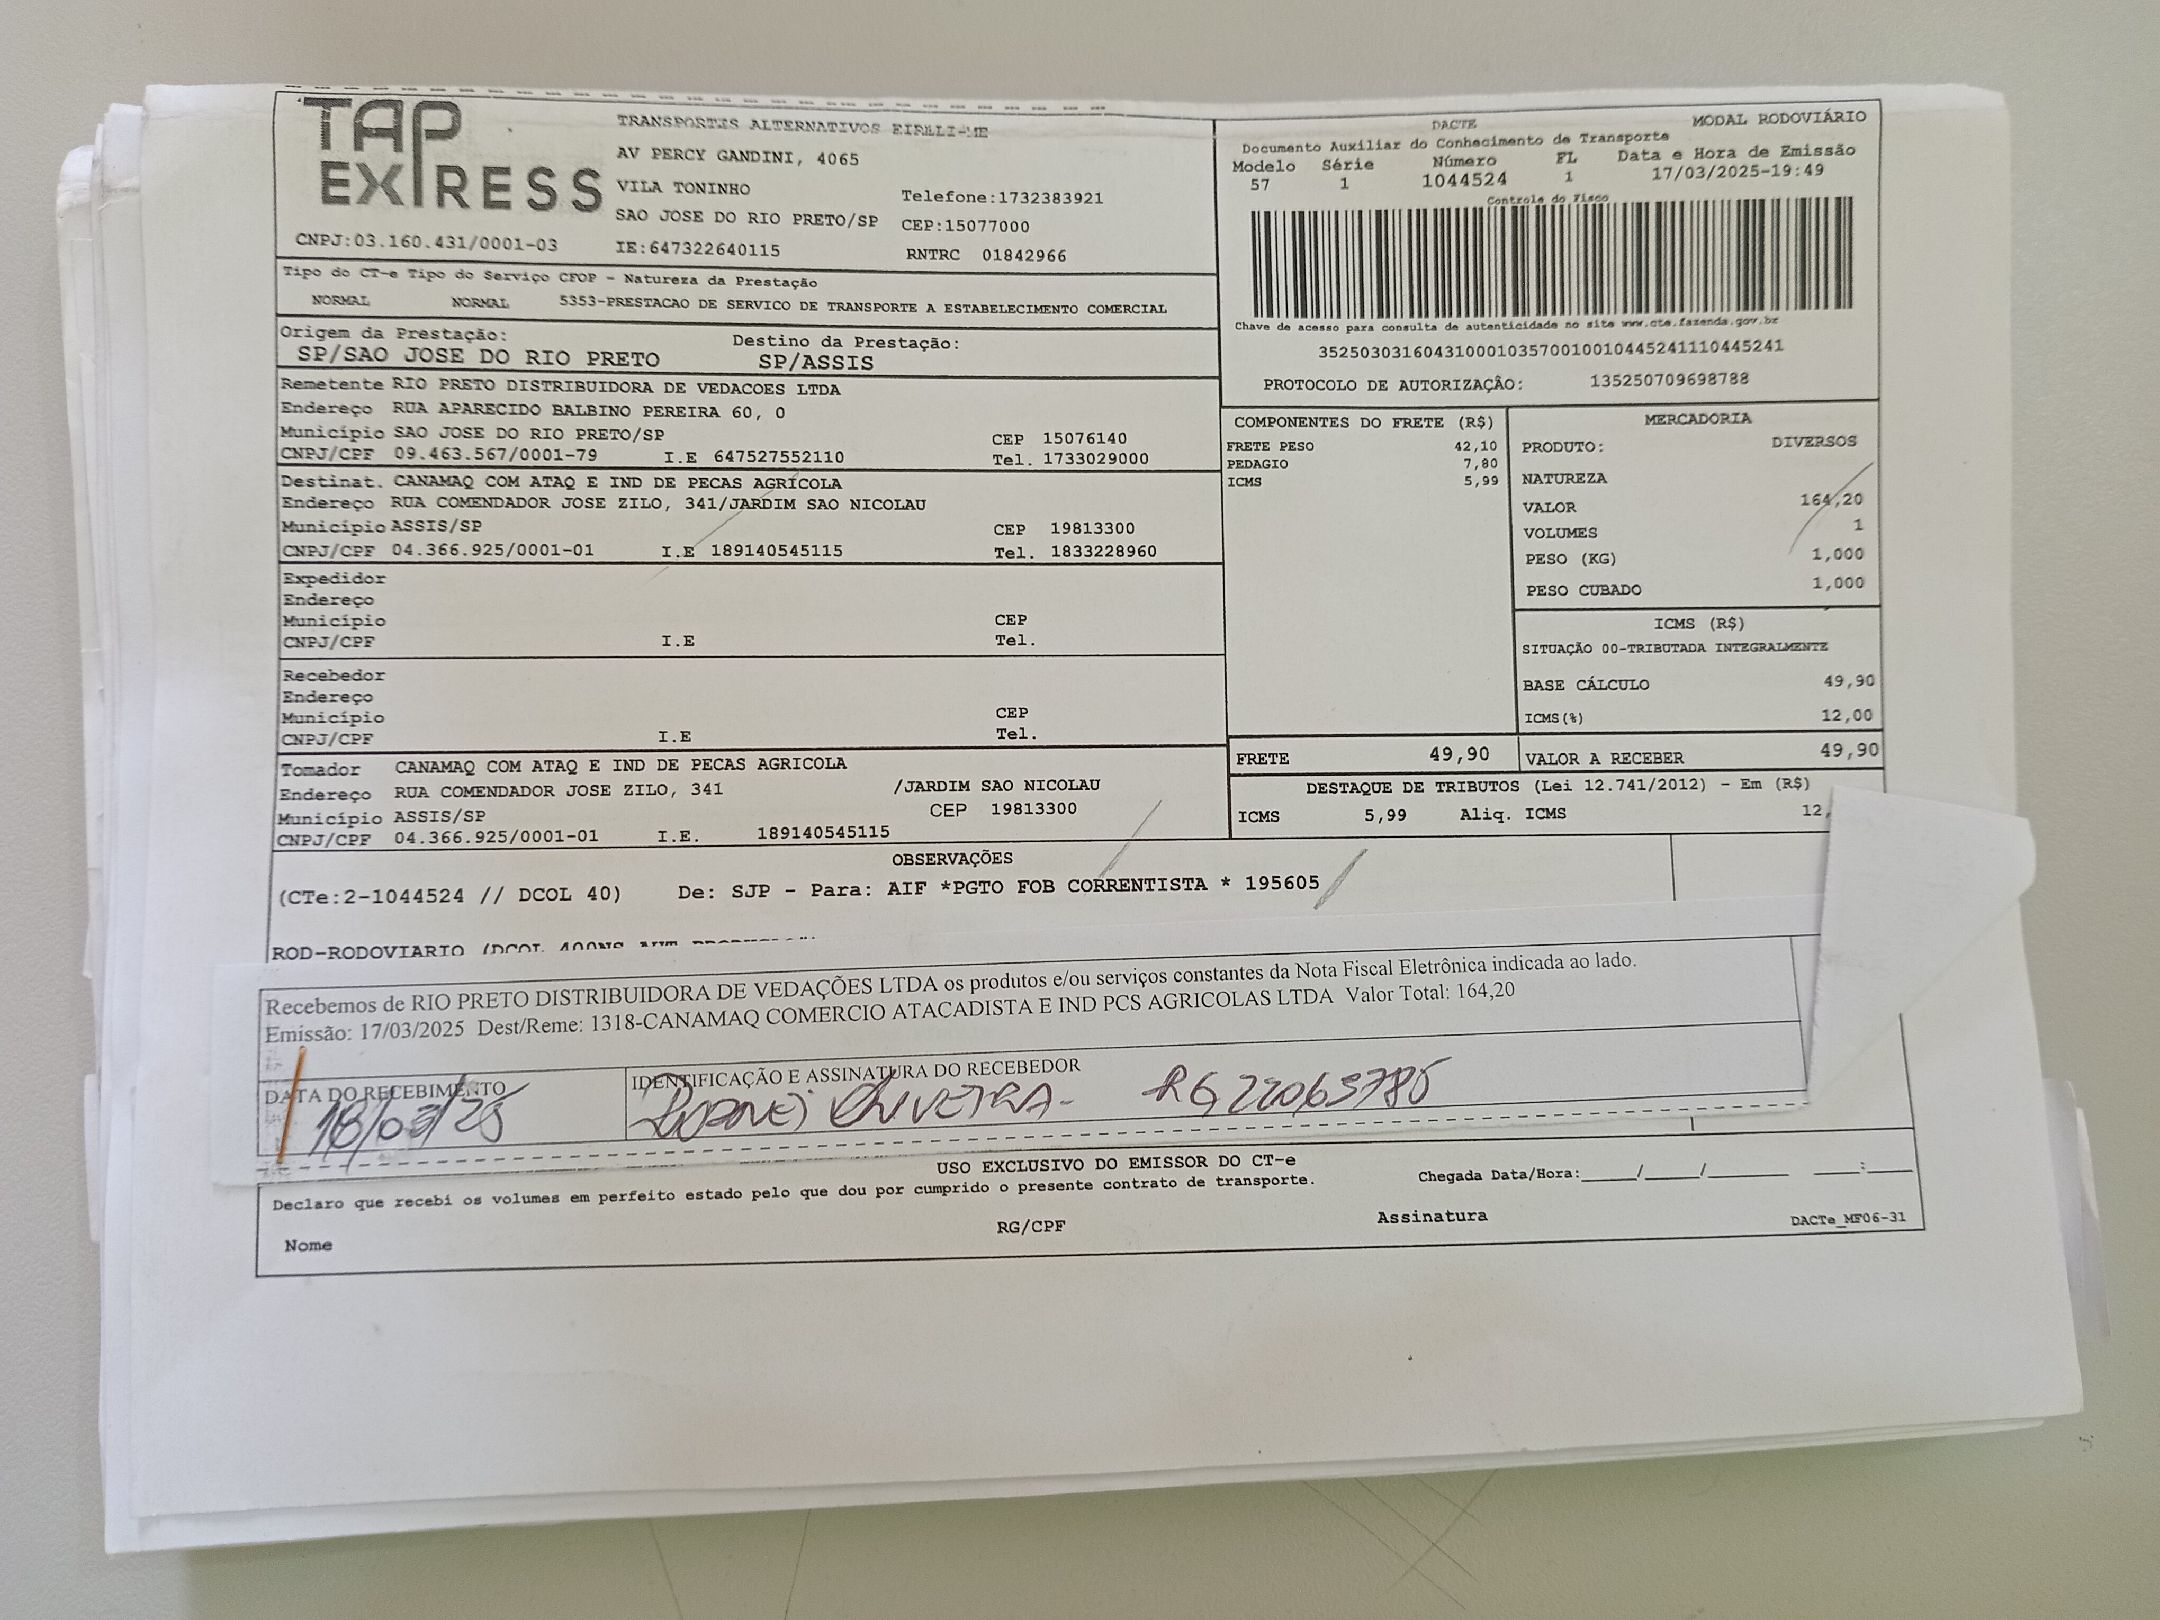 TAP EXPRESS
TRANSPORTES ALTERNATIVOS EIRELI-ME
AV PERCY GANDINI, 4065
VILA TONINHO
Telefone:1732383921
SAO JOSE DO RIO PRETO/SP CEP:15077000
CNPJ:03.160.431/0001-03 IE:647322640115 RNTRC 01842966
DACTE MODAL RODOVIÁRIO
Documento Auxiliar do Conhecimento de Transporte
Modelo Série Número FL Data e Hora de Emissão
57 1 1044524 1 17/03/2025-19:49
Controle do Fisco
Chave de acesso para consulta de autenticidade no site www.cte.fazenda.gov.br
35250303160431000103570010010445241110445241
PROTOCOLO DE AUTORIZAÇÃO: 135250709698788
Tipo do CT-e Tipo do Serviço CFOP - Natureza da Prestação
NORMAL NORMAL 5353-PRESTACAO DE SERVICO DE TRANSPORTE A ESTABELECIMENTO COMERCIAL
Origem da Prestação: Destino da Prestação:
SP/SAO JOSE DO RIO PRETO SP/ASSIS
Remetente RIO PRETO DISTRIBUIDORA DE VEDACOES LTDA
Endereço RUA APARECIDO BALBINO PEREIRA 60, 0
Município SAO JOSE DO RIO PRETO/SP CEP 15076140
CNPJ/CPF 09.463.567/0001-79 I.E 647527552110 Tel. 1733029000
Destinat. CANAMAQ COM ATAQ E IND DE PECAS AGRICOLA
Endereço RUA COMENDADOR JOSE ZILO, 341/JARDIM SAO NICOLAU
Município ASSIS/SP CEP 19813300
CNPJ/CPF 04.366.925/0001-01 I.E 189140545115 Tel. 1833228960
Expedidor
Endereço
Município CEP
CNPJ/CPF I.E Tel.
Recebedor
Endereço
Município CEP
CNPJ/CPF I.E Tel.
Tomador CANAMAQ COM ATAQ E IND DE PECAS AGRICOLA
Endereço RUA COMENDADOR JOSE ZILO, 341 /JARDIM SAO NICOLAU
Município ASSIS/SP CEP 19813300
CNPJ/CPF 04.366.925/0001-01 I.E. 189140545115
COMPONENTES DO FRETE (R$)
FRETE PESO 42,10
PEDAGIO 7,80
ICMS 5,99
MERCADORIA
PRODUTO: DIVERSOS
NATUREZA
VALOR 164,20
VOLUMES 1
PESO (KG) 1,000
PESO CUBADO 1,000
ICMS (R$)
SITUAÇÃO 00-TRIBUTADA INTEGRALMENTE
BASE CÁLCULO 49,90
ICMS(%) 12,00
FRETE 49,90 VALOR A RECEBER 49,90
DESTAQUE DE TRIBUTOS (Lei 12.741/2012) - Em (R$)
ICMS 5,99 Aliq. ICMS 12,
OBSERVAÇÕES
(CTe:2-1044524 // DCOL 40) De: SJP - Para: AIF *PGTO FOB CORRENTISTA * 195605
ROD-RODOVIARIO (DCOL
Recebemos de RIO PRETO DISTRIBUIDORA DE VEDAÇÕES LTDA os produtos e/ou serviços constantes da Nota Fiscal Eletrônica indicada ao lado.
Emissão: 17/03/2025 Dest/Reme: 1318-CANAMAQ COMERCIO ATACADISTA E IND PCS AGRICOLAS LTDA Valor Total: 164,20
DATA DO RECEBIMENTO IDENTIFICAÇÃO E ASSINATURA DO RECEBEDOR
18/03/25 OLIVEIRA - RG 22063785
USO EXCLUSIVO DO EMISSOR DO CT-e
Declaro que recebi os volumes em perfeito estado pelo que dou por cumprido o presente contrato de transporte. Chegada Data/Hora:____/____/______ ____:____
Nome RG/CPF Assinatura DACTe_MF06-31